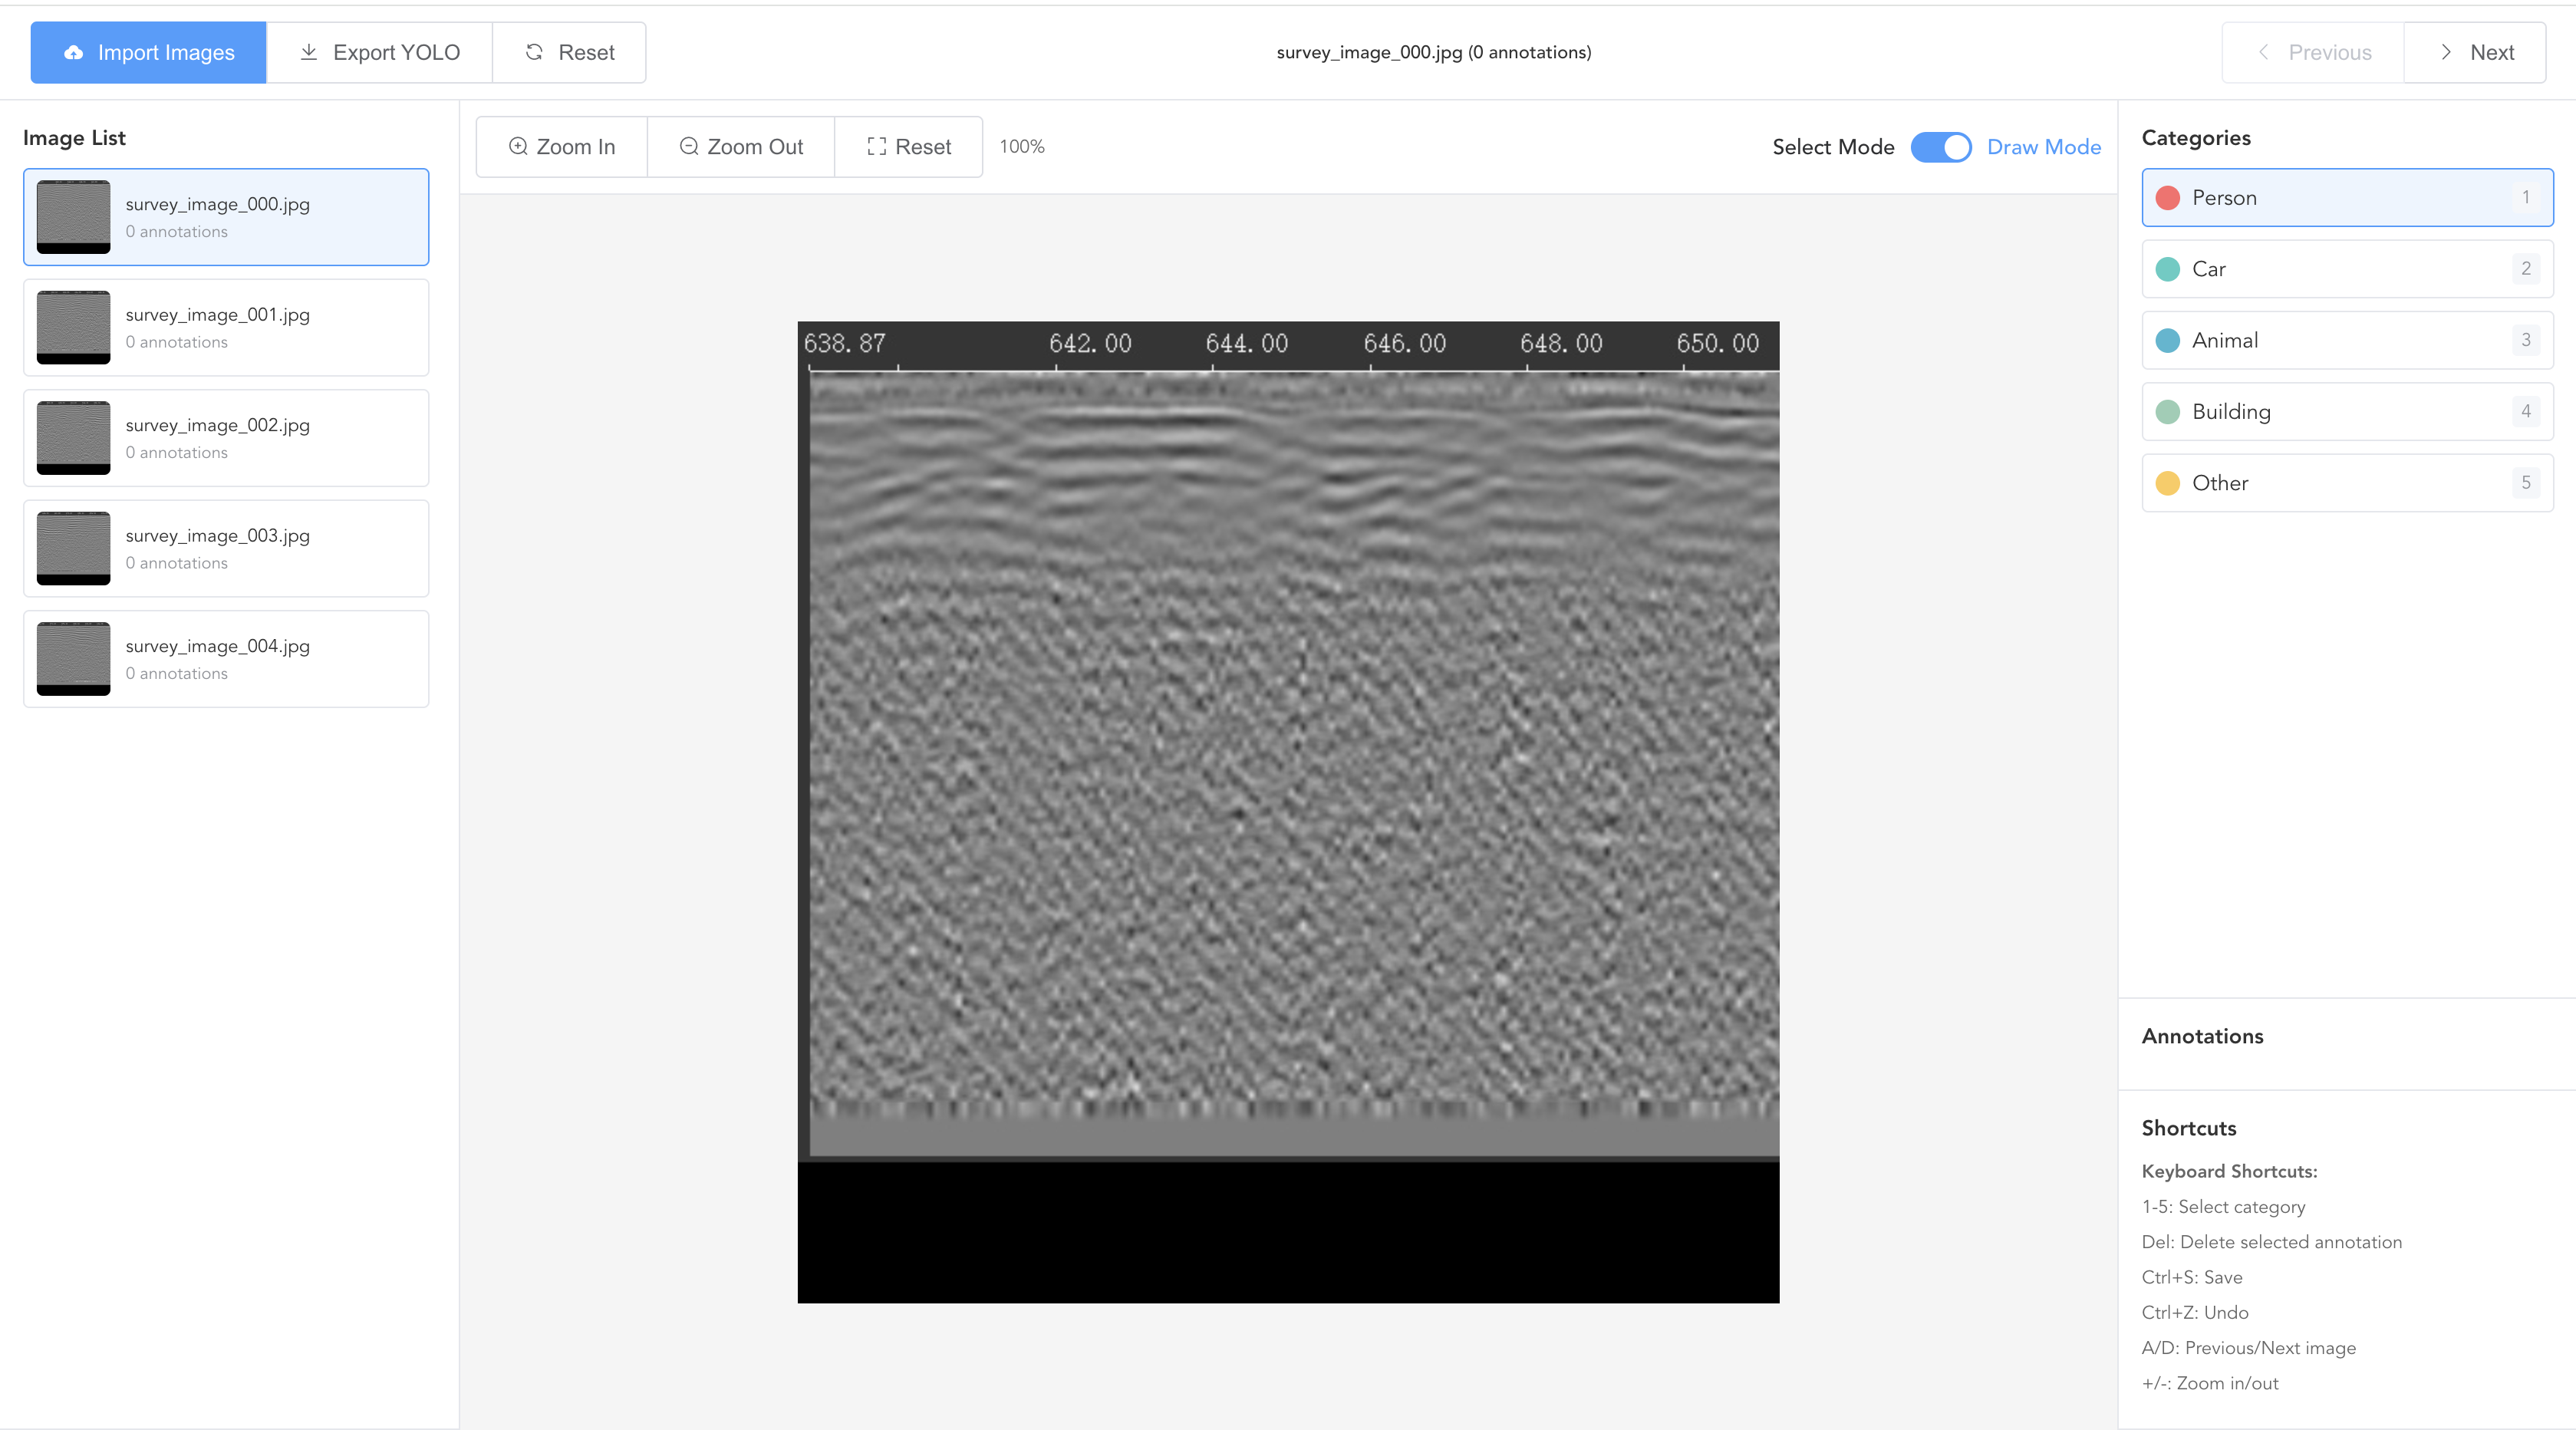 Import Images
Export YOLO
Reset
survey_image_000.jpg (0 annotations)
Previous
Next
Image List
survey_image_000.jpg
0 annotations
survey_image_001.jpg
0 annotations
survey_image_002.jpg
0 annotations
survey_image_003.jpg
0 annotations
survey_image_004.jpg
0 annotations
Zoom In
Zoom Out
Reset
100%
Select Mode
Draw Mode
638.87 642.00 644.00 646.00 648.00 650.00
Categories
Person 1
Car 2
Animal 3
Building 4
Other 5
Annotations
Shortcuts
Keyboard Shortcuts:
1-5: Select category
Del: Delete selected annotation
Ctrl+S: Save
Ctrl+Z: Undo
A/D: Previous/Next image
+/-: Zoom in/out